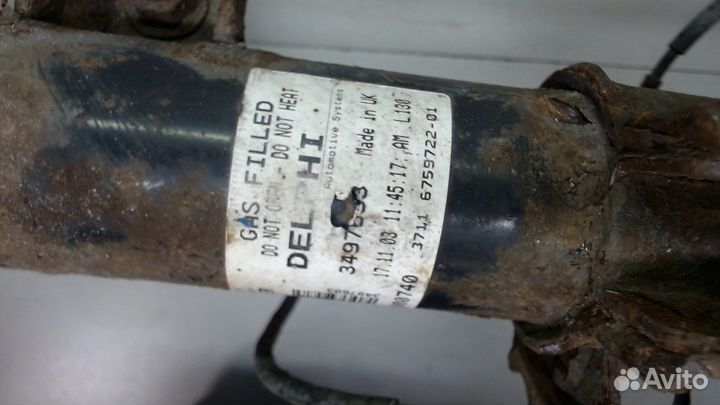 GAS FILLED
DO NOT OPEN - DO NOT HEAT
DELPHI
Automotive Systems
Made in UK
17.11.03 11:45:17 AM
3711 6759722-01
Avito